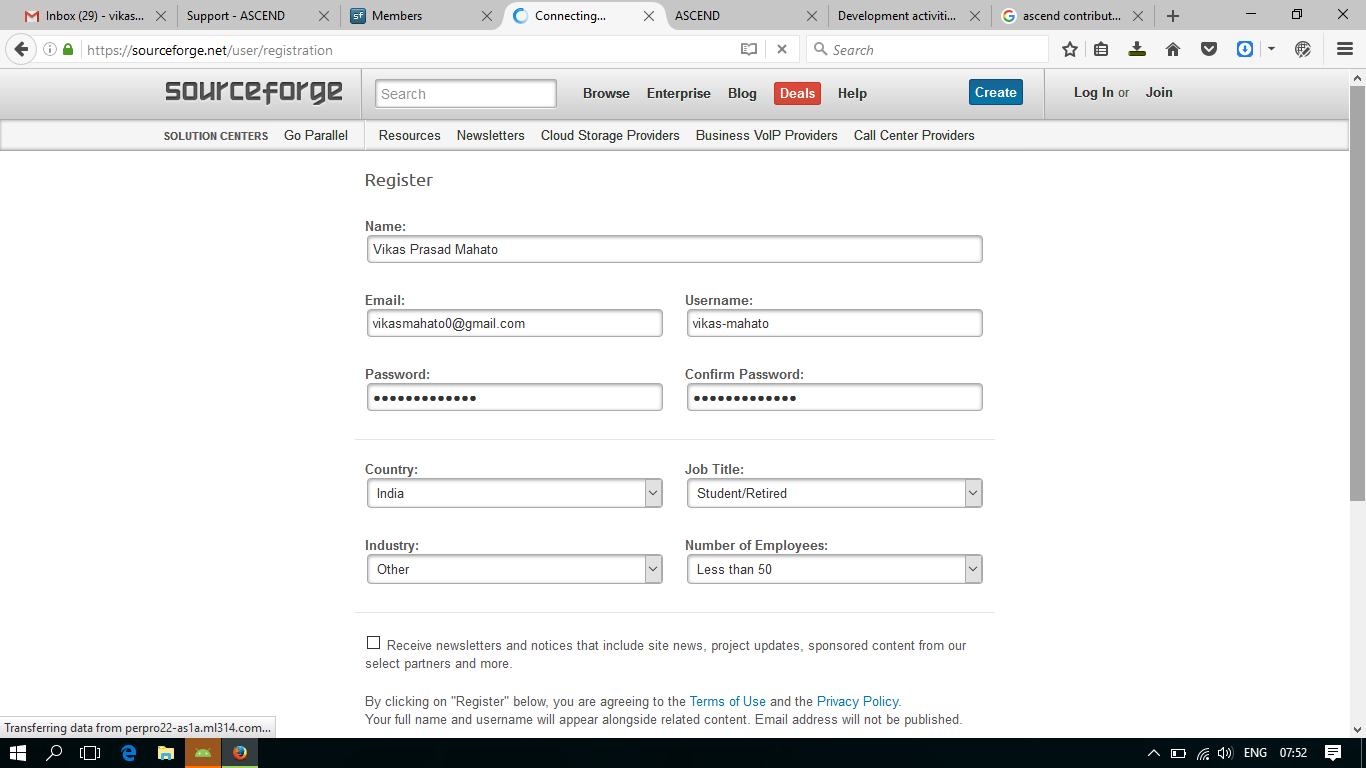 Inbox (29) - vikas...
Support - ASCEND
sf Members
Connecting...
ASCEND
Development activiti...
ascend contribut...
https://sourceforge.net/user/registration
Search
sourceforge
Search
Browse Enterprise Blog Deals Help
Create
Log In or Join
SOLUTION CENTERS Go Parallel Resources Newsletters Cloud Storage Providers Business VoIP Providers Call Center Providers
Register
Name:
Vikas Prasad Mahato
Email: Username:
vikasmahato0@gmail.com vikas-mahato
Password: Confirm Password:
●●●●●●●●●●●●● ●●●●●●●●●●●●●
Country: Job Title:
India Student/Retired
Industry: Number of Employees:
Other Less than 50
Receive newsletters and notices that include site news, project updates, sponsored content from our
select partners and more.
By clicking on "Register" below, you are agreeing to the Terms of Use and the Privacy Policy.
Your full name and username will appear alongside related content. Email address will not be published.
Transferring data from perpro22-as1a.ml314.com...
ENG 07:52